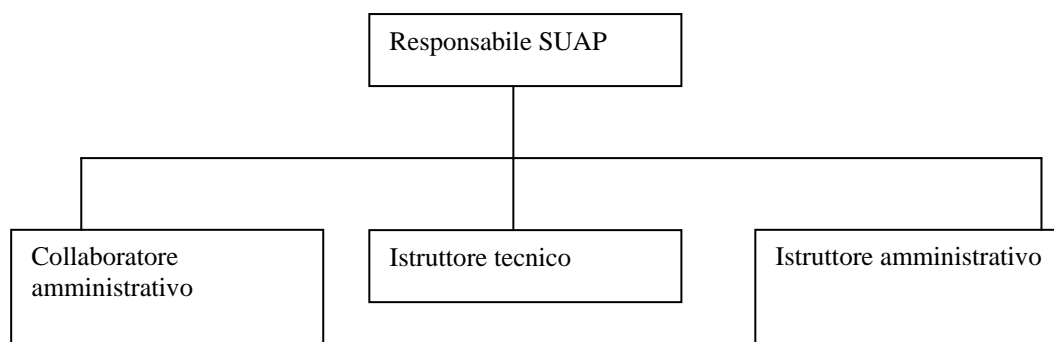 Responsabile SUAP
Collaboratore
amministrativo
Istruttore tecnico
Istruttore amministrativo